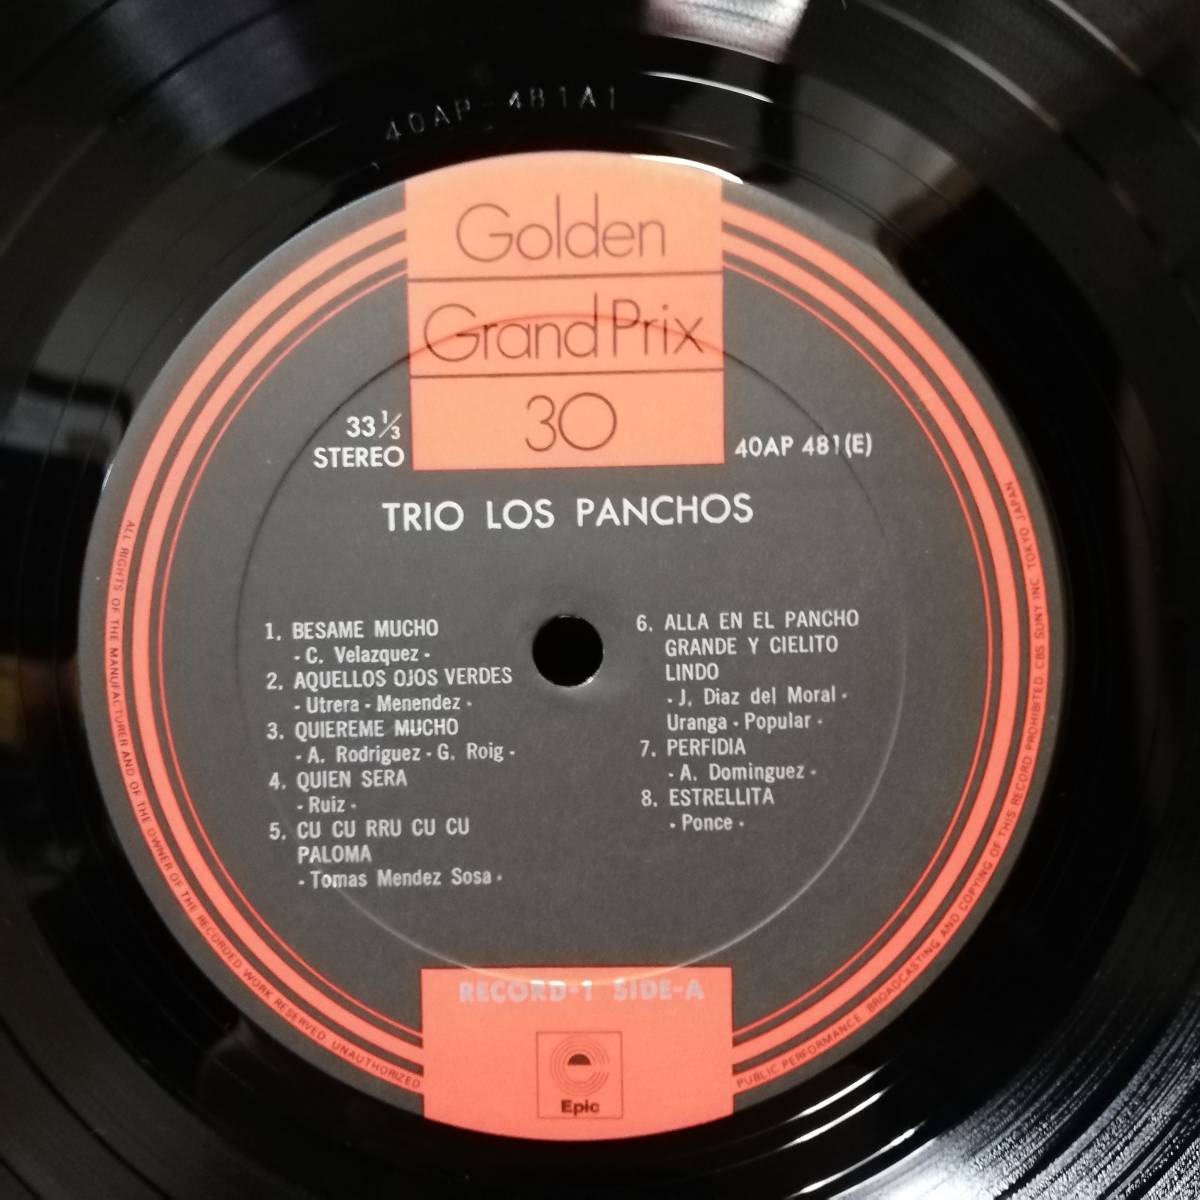 40AP-481A1
Golden
Grand Prix
30
33⅓
STEREO
40AP 481(E)
TRIO LOS PANCHOS
1. BESAME MUCHO
- C. Velazquez -
2. AQUELLOS OJOS VERDES
- Utrera - Menendez -
3. QUIEREME MUCHO
- A. Rodriguez - G. Roig -
4. QUIEN SERA
- Ruiz -
5. CU CU RRU CU CU
PALOMA
- Tomas Mendez Sosa -
6. ALLA EN EL PANCHO
GRANDE Y CIELITO
LINDO
- J. Diaz del Moral -
Uranga - Popular -
7. PERFIDIA
- A. Dominguez -
8. ESTRELLITA
- Ponce -
RECORD-1 SIDE-A
Epic
ALL RIGHTS OF THE MANUFACTURER AND OF THE OWNER OF THE RECORDED WORK RESERVED. UNAUTHORIZED
PUBLIC PERFORMANCE BROADCASTING AND COPYING OF THIS RECORD PROHIBITED. CBS SUNY INC. TOKYO JAPAN